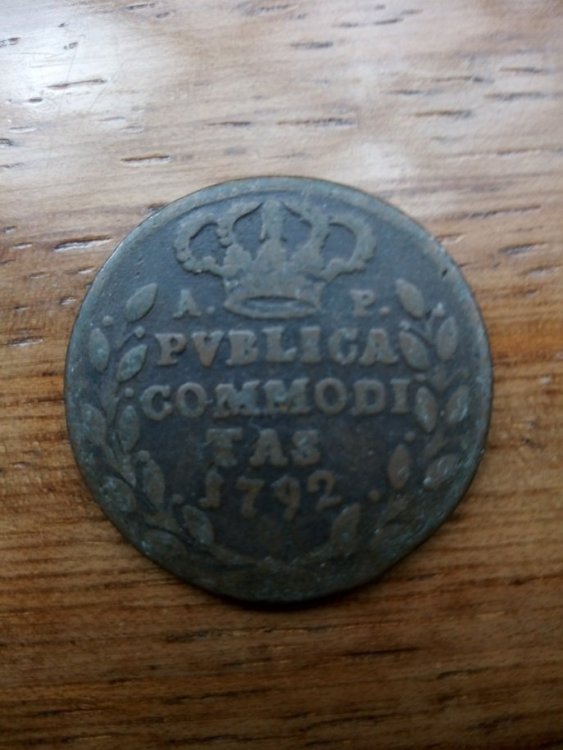 A. P.
PVBLICA
COMMODI
TAS
1792